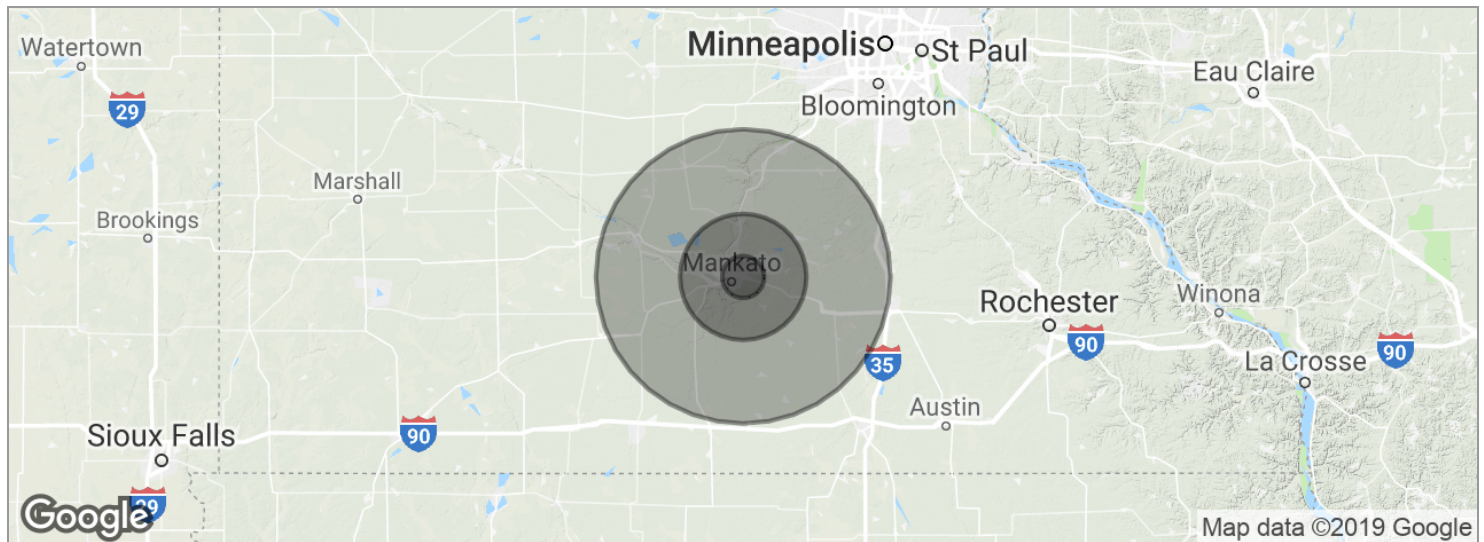 Minneapolis
St Paul
Watertown
Eau Claire
29
Bloomington
Marshall
Brookings
Mankato
Rochester
Winona
90
90
35
La Crosse
Austin
Sioux Falls
90
29
Google
Map data ©2019 Google